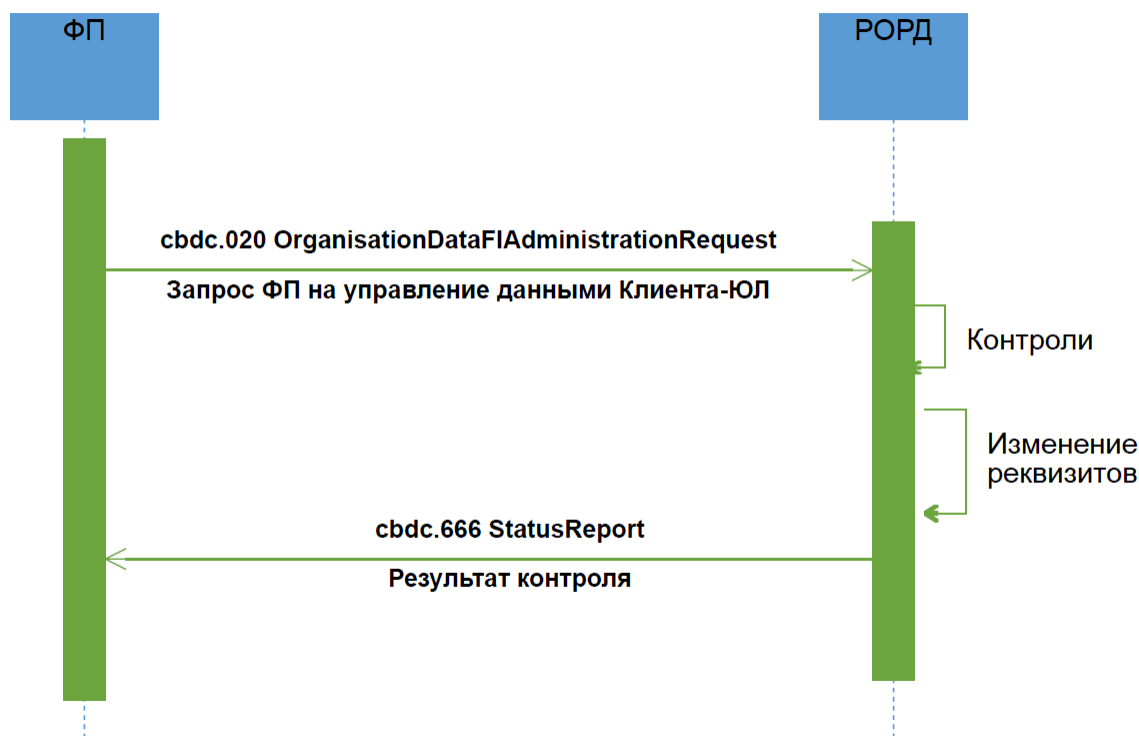 ФП
РОРД
cbdc.020 OrganisationDataFIAdministrationRequest
Запрос ФП на управление данными Клиента-ЮЛ
Контроли
Изменение
реквизитов
cbdc.666 StatusReport
Результат контроля